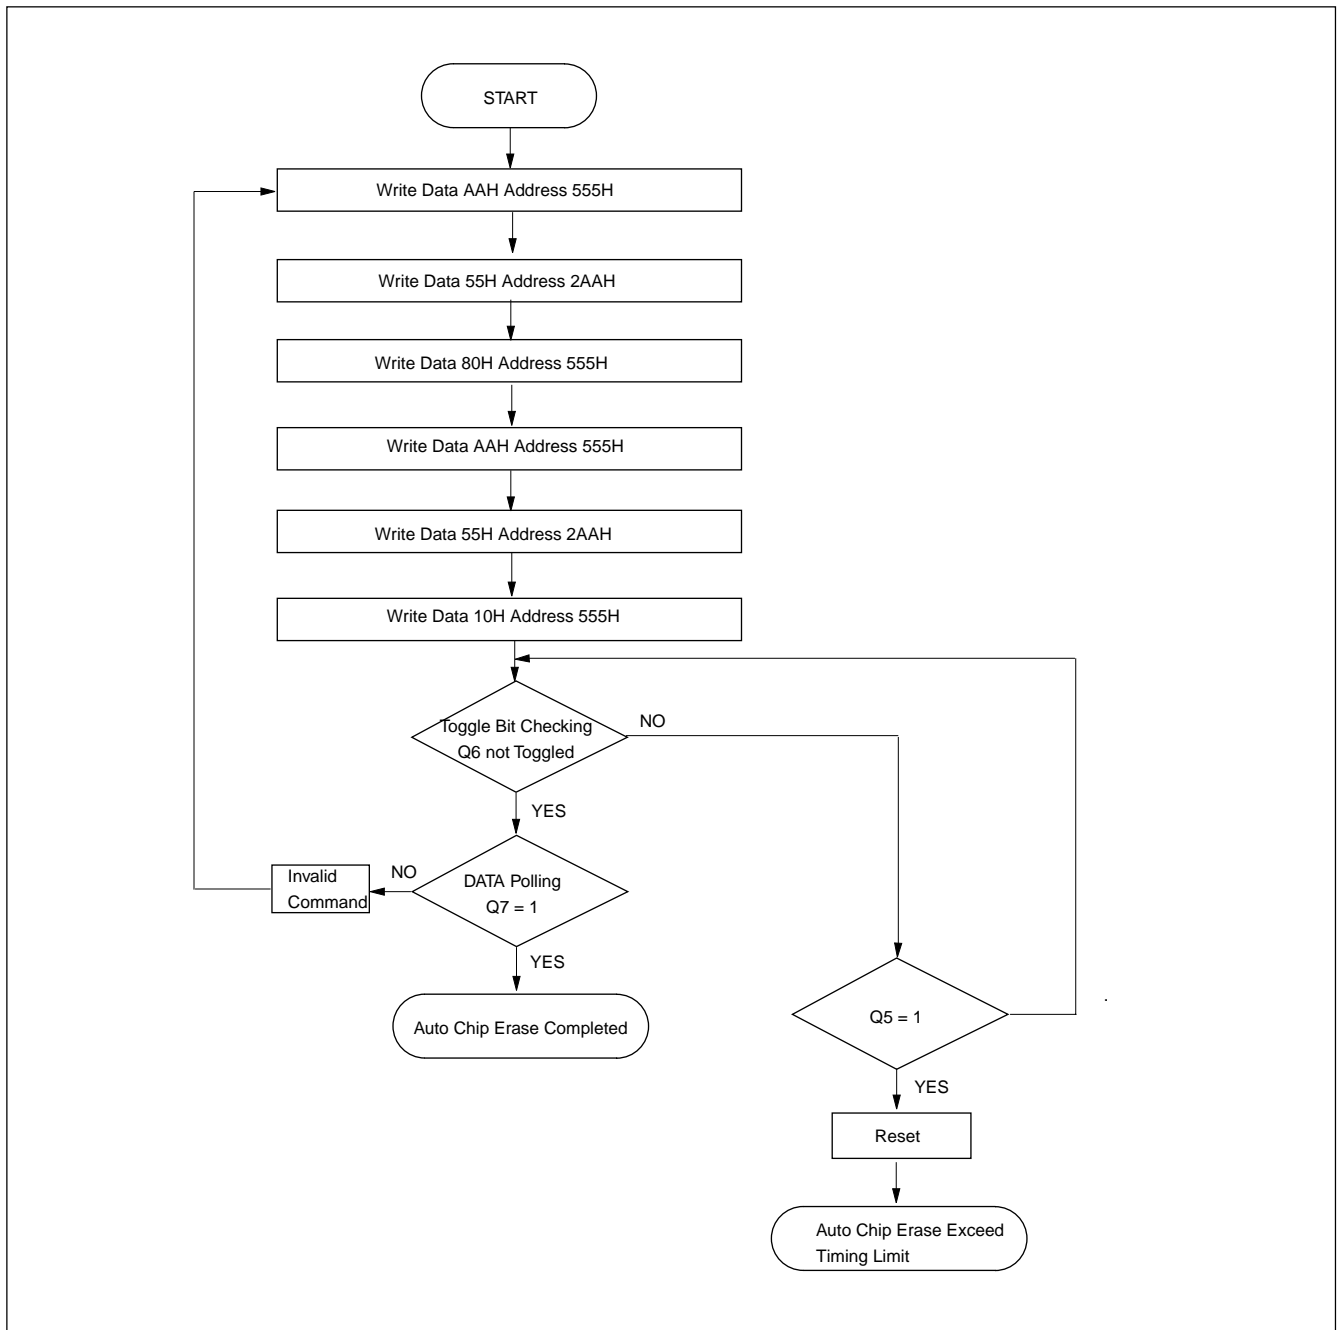 START
Write Data AAH Address 555H
Write Data 55H Address 2AAH
Write Data 80H Address 555H
Write Data AAH Address 555H
Write Data 55H Address 2AAH
Write Data 10H Address 555H
Toggle Bit Checking
Q6 not Toggled
NO
YES
Invalid
Command
NO
DATA Polling
Q7 = 1
YES
Auto Chip Erase Completed
Q5 = 1
YES
Reset
Auto Chip Erase Exceed
Timing Limit
.